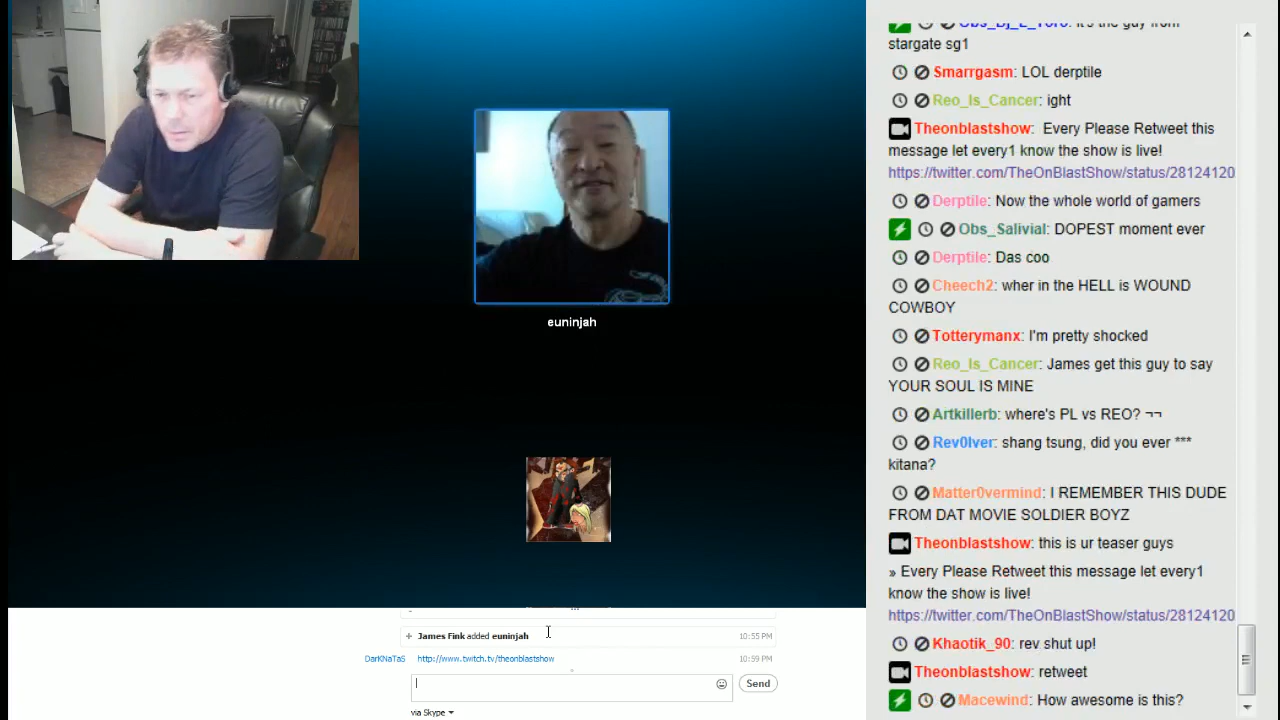 Obs_Dj_L_Toro: it's the guy from
stargate sg1
Smarrgasm: LOL derptile
Reo_Is_Cancer: ight
Theonblastshow: Every Please Retweet this
message let every1 know the show is live!
https://twitter.com/TheOnBlastShow/status/28124120
Derptile: Now the whole world of gamers
Obs_Salivial: DOPEST moment ever
Derptile: Das coo
Cheech2: wher in the HELL is WOUND
COWBOY
Totterymanx: I'm pretty shocked
Reo_Is_Cancer: James get this guy to say
YOUR SOUL IS MINE
Artkillerb: where's PL vs REO? ¬¬
Rev0lver: shang tsung, did you ever ***
kitana?
Matter0vermind: I REMEMBER THIS DUDE
FROM DAT MOVIE SOLDIER BOYZ
Theonblastshow: this is ur teaser guys
» Every Please Retweet this message let every1
know the show is live!
https://twitter.com/TheOnBlastShow/status/28124120
Khaotik_90: rev shut up!
Theonblastshow: retweet
Macewind: How awesome is this?
euninjah
James Fink added euninjah 10:55 PM
DarKNaTaS http://www.twitch.tv/theonblastshow 10:59 PM
Send
via Skype